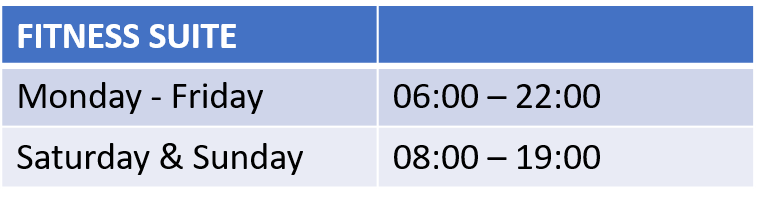 FITNESS SUITE
Monday - Friday 06:00 – 22:00
Saturday & Sunday 08:00 – 19:00